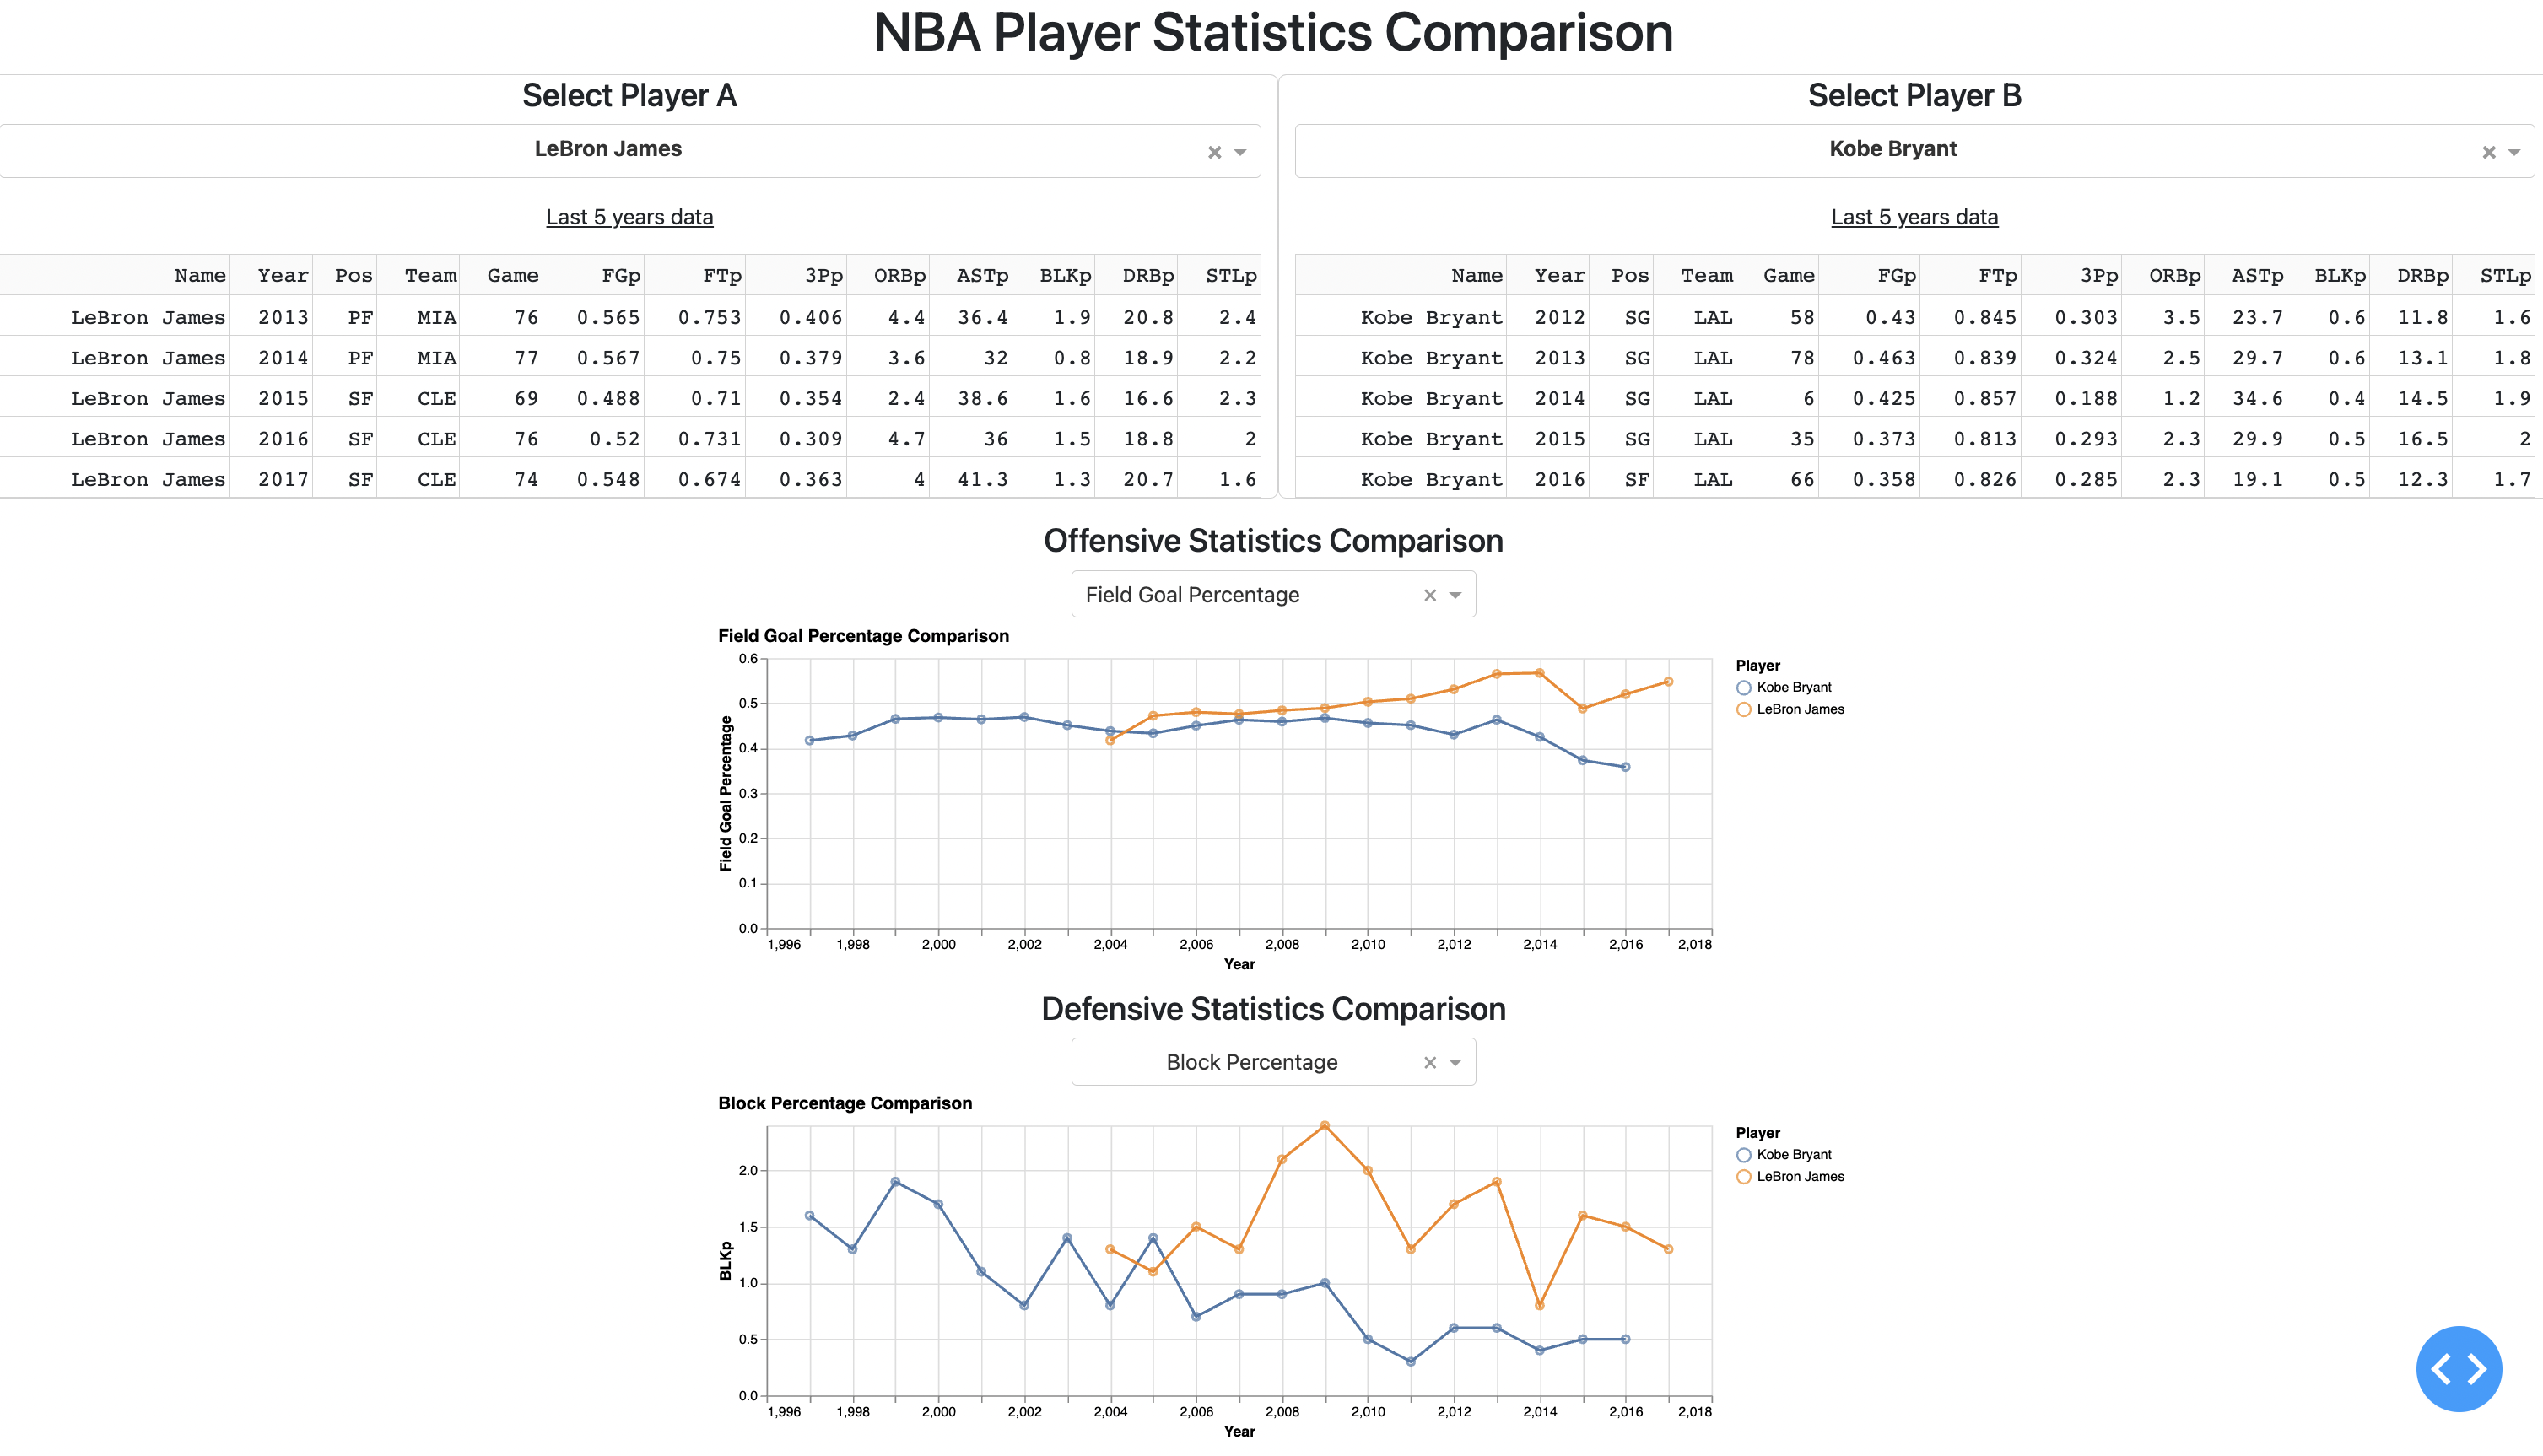 NBA Player Statistics Comparison
Select Player A
LeBron James
Last 5 years data
Name Year Pos Team Game FGp FTp 3Pp ORBp ASTp BLKp DRBp STLp
LeBron James 2013 PF MIA 76 0.565 0.753 0.406 4.4 36.4 1.9 20.8 2.4
LeBron James 2014 PF MIA 77 0.567 0.75 0.379 3.6 32 0.8 18.9 2.2
LeBron James 2015 SF CLE 69 0.488 0.71 0.354 2.4 38.6 1.6 16.6 2.3
LeBron James 2016 SF CLE 76 0.52 0.731 0.309 4.7 36 1.5 18.8 2
LeBron James 2017 SF CLE 74 0.548 0.674 0.363 4 41.3 1.3 20.7 1.6
Select Player B
Kobe Bryant
Last 5 years data
Name Year Pos Team Game FGp FTp 3Pp ORBp ASTp BLKp DRBp STLp
Kobe Bryant 2012 SG LAL 58 0.43 0.845 0.303 3.5 23.7 0.6 11.8 1.6
Kobe Bryant 2013 SG LAL 78 0.463 0.839 0.324 2.5 29.7 0.6 13.1 1.8
Kobe Bryant 2014 SG LAL 6 0.425 0.857 0.188 1.2 34.6 0.4 14.5 1.9
Kobe Bryant 2015 SG LAL 35 0.373 0.813 0.293 2.3 29.9 0.5 16.5 2
Kobe Bryant 2016 SF LAL 66 0.358 0.826 0.285 2.3 19.1 0.5 12.3 1.7
Offensive Statistics Comparison
Field Goal Percentage
Field Goal Percentage Comparison
Field Goal Percentage
0.6
0.5
0.4
0.3
0.2
0.1
0.0
1,996 1,998 2,000 2,002 2,004 2,006 2,008 2,010 2,012 2,014 2,016 2,018
Year
Player
Kobe Bryant
LeBron James
Defensive Statistics Comparison
Block Percentage
Block Percentage Comparison
BLKp
2.0
1.5
1.0
0.5
0.0
1,996 1,998 2,000 2,002 2,004 2,006 2,008 2,010 2,012 2,014 2,016 2,018
Year
Player
Kobe Bryant
LeBron James